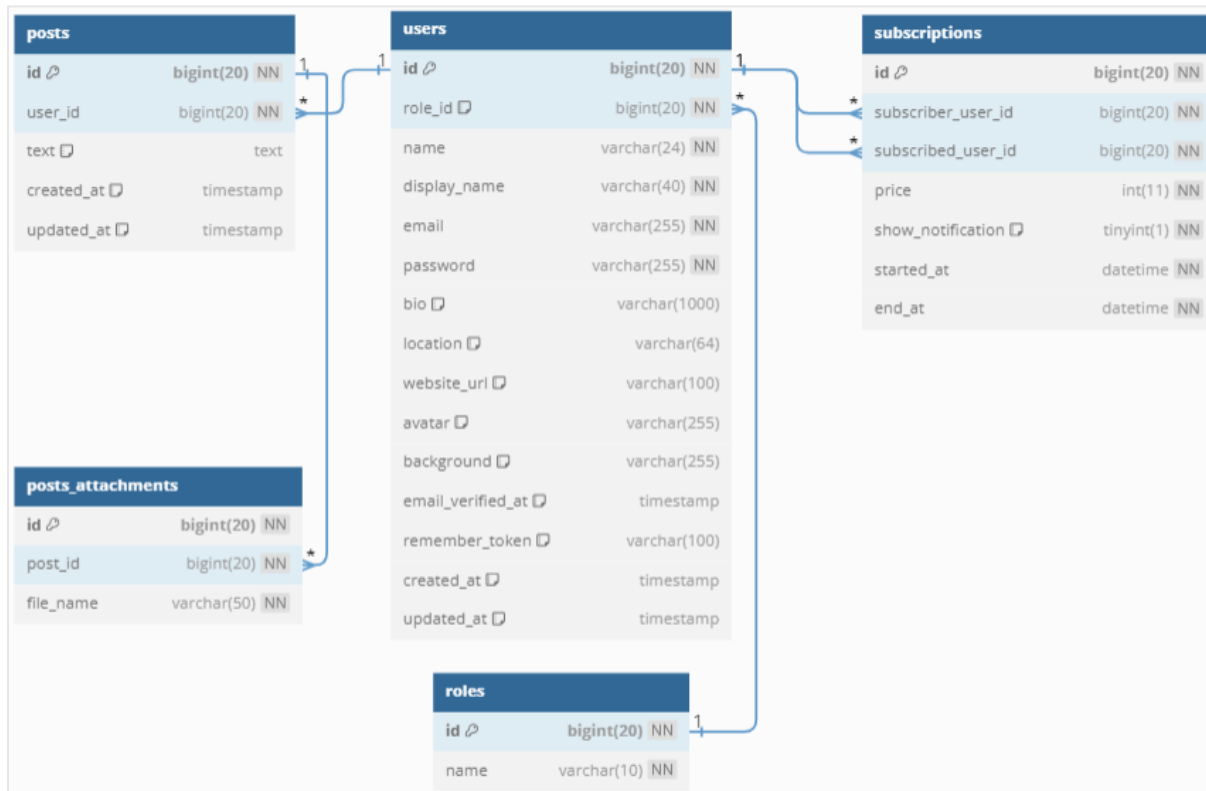 posts
id bigint(20) NN
user_id bigint(20) NN
text text
created_at timestamp
updated_at timestamp
1
*
posts_attachments
id bigint(20) NN
post_id bigint(20) NN
file_name varchar(50) NN
*
1
users
id bigint(20) NN
role_id bigint(20) NN
name varchar(24) NN
display_name varchar(40) NN
email varchar(255) NN
password varchar(255) NN
bio varchar(1000)
location varchar(64)
website_url varchar(100)
avatar varchar(255)
background varchar(255)
email_verified_at timestamp
remember_token varchar(100)
created_at timestamp
updated_at timestamp
1
*
roles
id bigint(20) NN
name varchar(10) NN
1
subscriptions
id bigint(20) NN
* subscriber_user_id bigint(20) NN
* subscribed_user_id bigint(20) NN
price int(11) NN
show_notification tinyint(1) NN
started_at datetime NN
end_at datetime NN